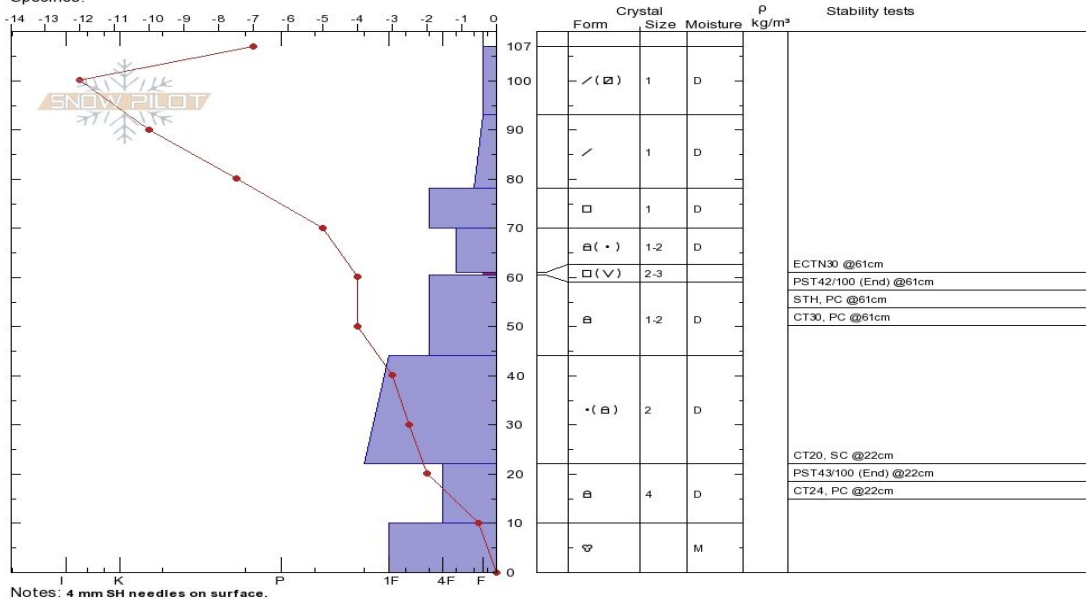 Specifics:
Crystal ρ Stability tests
-14 -13 -12 -11 -10 -9 -8 -7 -6 -5 -4 -3 -2 -1 0 Form Size Moisture kg/m³
107
100 / ( ) 1 D
SNOW PILOT
90
/ 1 D
80
1 D
70
( • ) 1-2 D
ECTN30 @61cm
60 ( V ) 2-3
PST42/100 (End) @61cm
STH, PC @61cm
1-2 D CT30, PC @61cm
50
40
•( ) 2 D
30
CT20, SC @22cm
20 PST43/100 (End) @22cm
4 D CT24, PC @22cm
10
M
0
I K P 1F 4F F
Notes: 4 mm SH needles on surface.